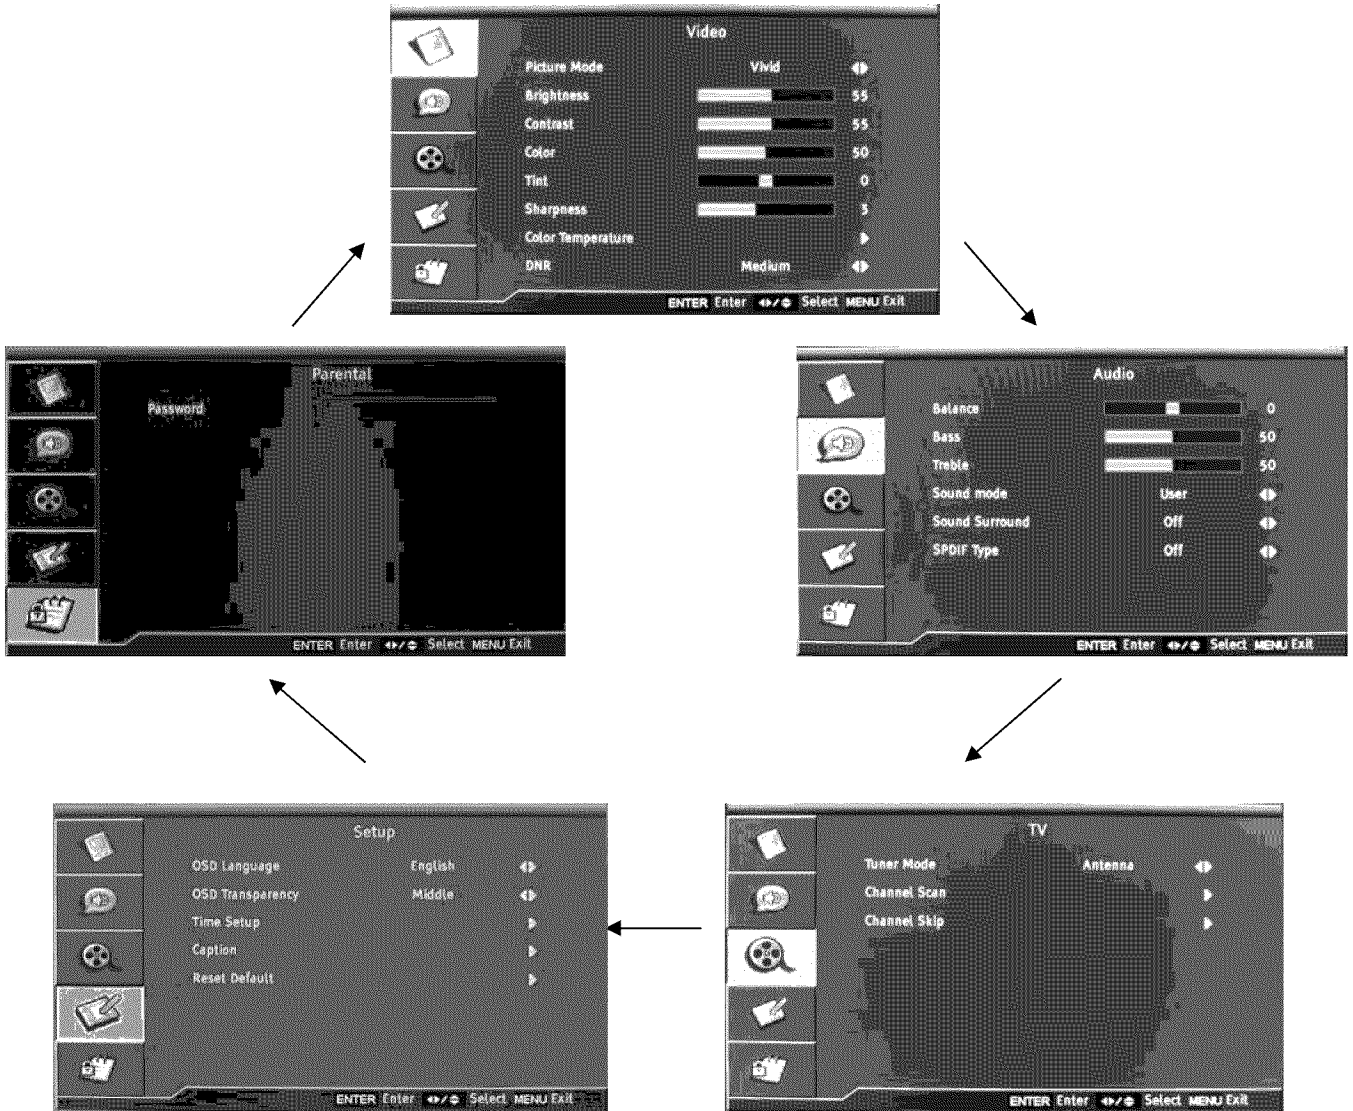 Video
Picture Mode Vivid
Brightness 55
Contrast 55
Color 50
Tint 0
Sharpness 3
Color Temperature
DNR Medium
ENTER Enter / Select MENU Exit
Parental
Password
ENTER Enter / Select MENU Exit
Audio
Balance 0
Bass 50
Treble 50
Sound mode User
Sound Surround Off
SPDIF Type Off
ENTER Enter / Select MENU Exit
Setup
OSD Language English
OSD Transparency Middle
Time Setup
Caption
Reset Default
ENTER Enter / Select MENU Exit
TV
Tuner Mode Antenna
Channel Scan
Channel Skip
ENTER Enter / Select MENU Exit